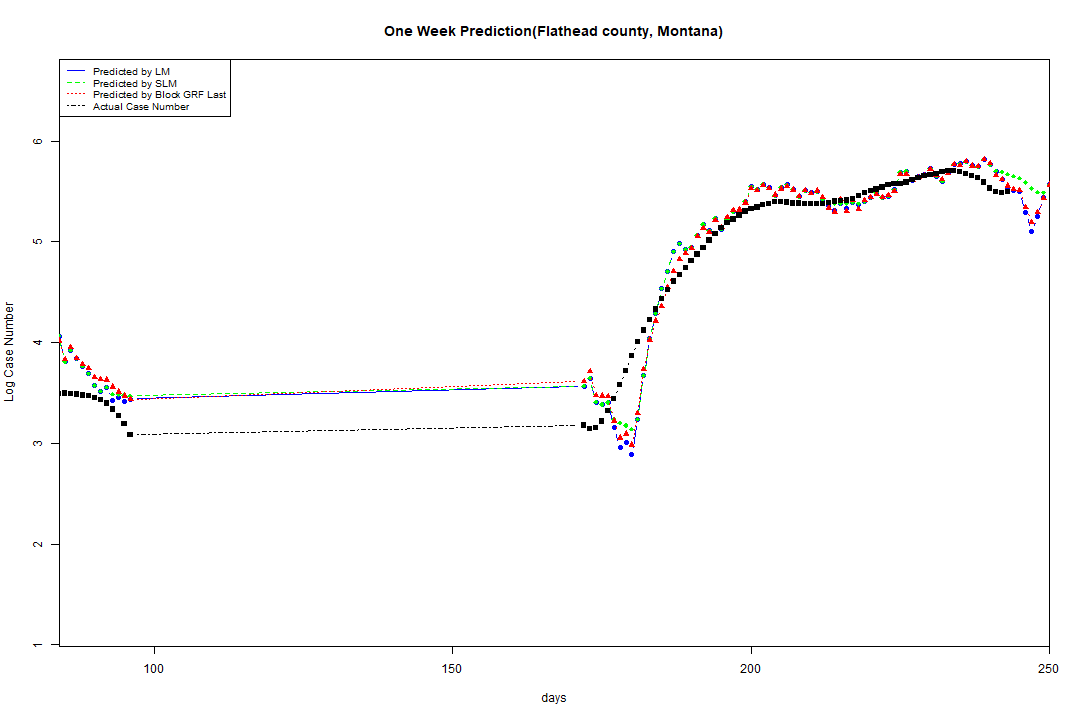 One Week Prediction(Flathead county, Montana)
Predicted by LM
Predicted by SLM
Predicted by Block GRF Last
Actual Case Number
Log Case Number
6
5
4
3
2
1
100 150 200 250
days